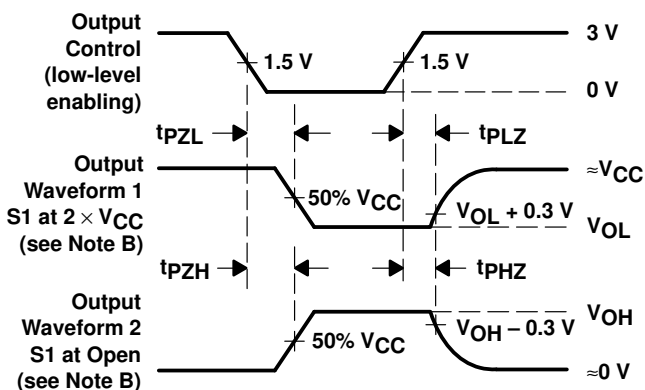 Output
Control
(low-level
enabling)
1.5 V
1.5 V
3 V
0 V
tPZL
tPLZ
Output
Waveform 1
S1 at 2 × VCC
(see Note B)
50% VCC
VOL + 0.3 V
≈VCC
VOL
tPZH
tPHZ
Output
Waveform 2
S1 at Open
(see Note B)
50% VCC
VOH – 0.3 V
VOH
≈0 V